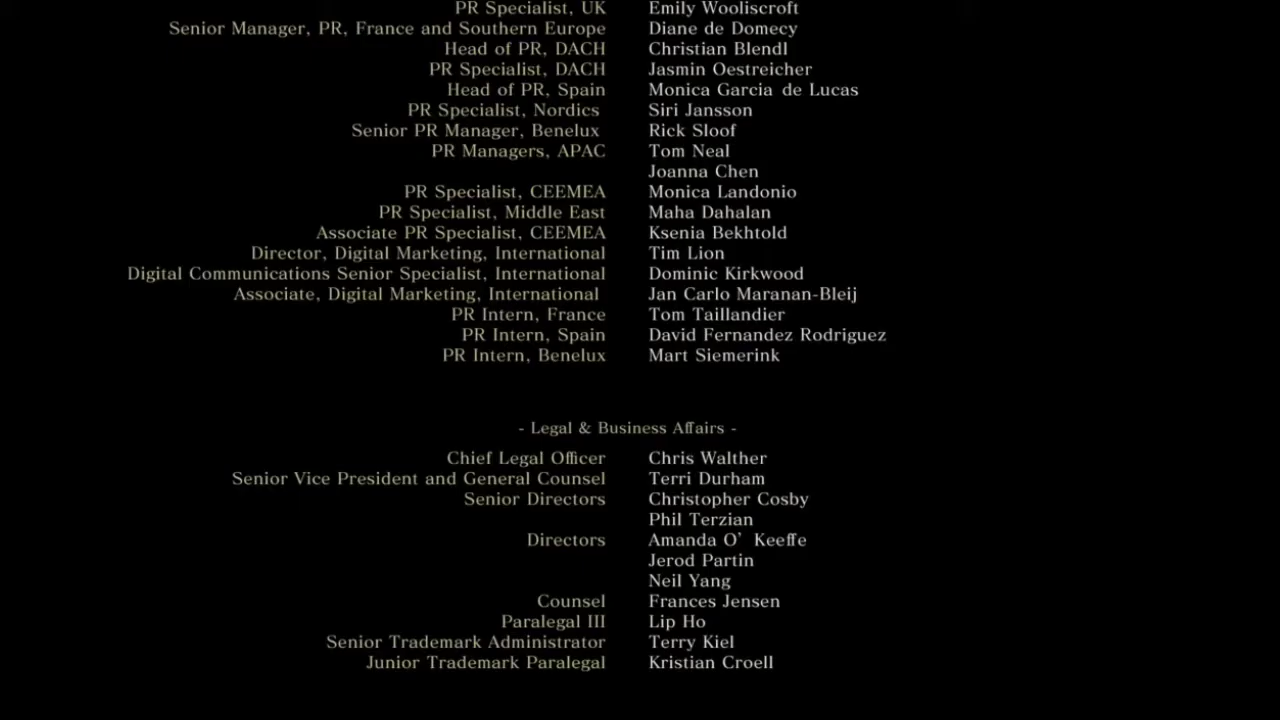 PR Specialist, UK Emily Wooliscroft
Senior Manager, PR, France and Southern Europe Diane de Domecy
Head of PR, DACH Christian Blendl
PR Specialist, DACH Jasmin Oestreicher
Head of PR, Spain Monica Garcia de Lucas
PR Specialist, Nordics Siri Jansson
Senior PR Manager, Benelux Rick Sloof
PR Managers, APAC Tom Neal
Joanna Chen
PR Specialist, CEEMEA Monica Landonio
PR Specialist, Middle East Maha Dahalan
Associate PR Specialist, CEEMEA Ksenia Bekhtold
Director, Digital Marketing, International Tim Lion
Digital Communications Senior Specialist, International Dominic Kirkwood
Associate, Digital Marketing, International Jan Carlo Maranan-Bleij
PR Intern, France Tom Taillandier
PR Intern, Spain David Fernandez Rodriguez
PR Intern, Benelux Mart Siemerink
- Legal & Business Affairs -
Chief Legal Officer Chris Walther
Senior Vice President and General Counsel Terri Durham
Senior Directors Christopher Cosby
Phil Terzian
Directors Amanda O’ Keeffe
Jerod Partin
Neil Yang
Counsel Frances Jensen
Paralegal III Lip Ho
Senior Trademark Administrator Terry Kiel
Junior Trademark Paralegal Kristian Croell